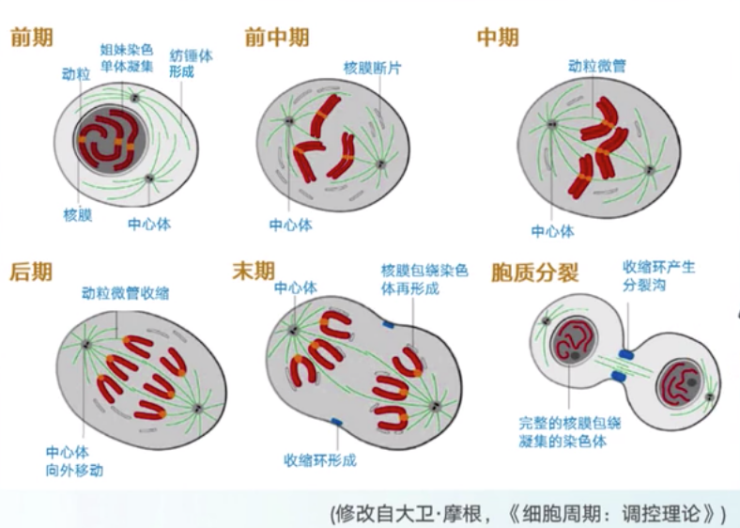 前期
姐妹染色
单体凝集
纺锤体
形成
动粒
核膜
中心体
前中期
核膜断片
中心体
中期
动粒微管
中心体
后期
动粒微管收缩
中心体
向外移动
末期
中心体
核膜包绕染色
体再形成
收缩环形成
胞质分裂
收缩环产生
分裂沟
完整的核膜包绕
凝集的染色体
(修改自大卫·摩根，《细胞周期：调控理论》)